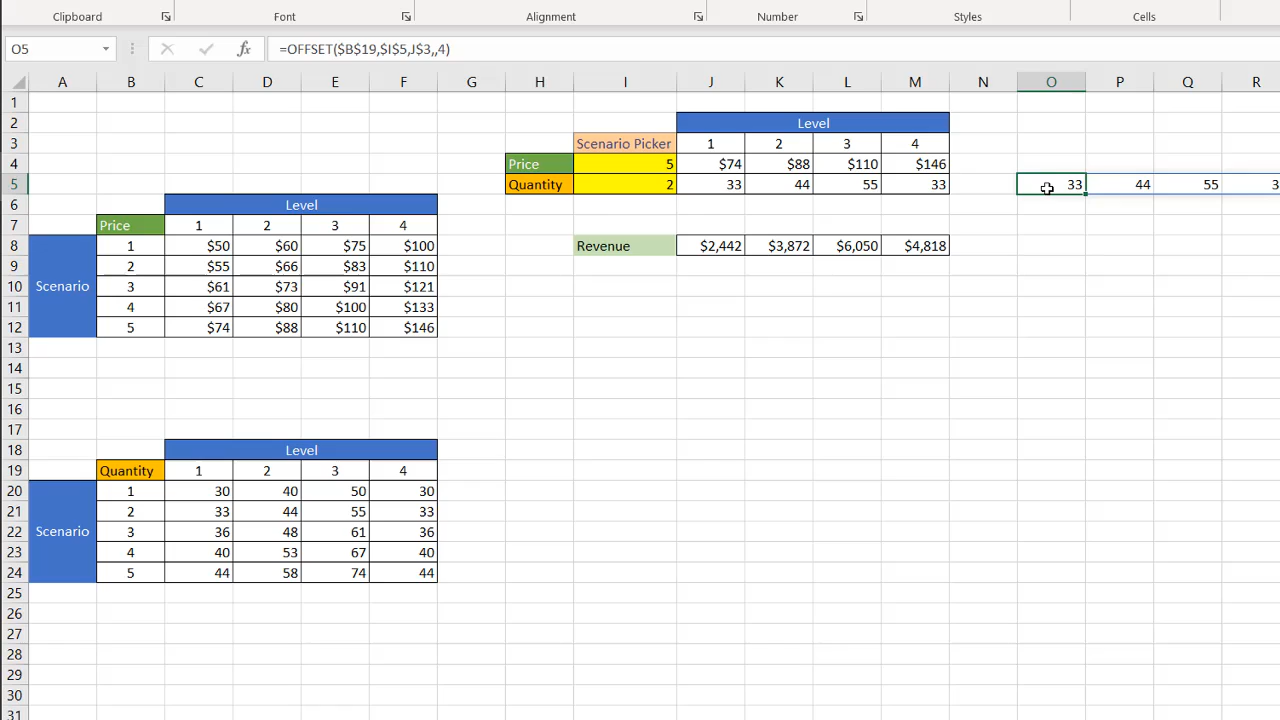 Clipboard Font Alignment Number Styles Cells
O5 fx =OFFSET($B$19,$I$5,J$3,,4)
A B C D E F G H I J K L M N O P Q R
1
2 Level
3 Scenario Picker 1 2 3 4
4 Price 5 $74 $88 $110 $146
5 Quantity 2 33 44 55 33 33 44 55 3
6 Level
7 Price 1 2 3 4
8 1 $50 $60 $75 $100 Revenue $2,442 $3,872 $6,050 $4,818
9 2 $55 $66 $83 $110
10 Scenario 3 $61 $73 $91 $121
11 4 $67 $80 $100 $133
12 5 $74 $88 $110 $146
13
14
15
16
17
18 Level
19 Quantity 1 2 3 4
20 1 30 40 50 30
21 2 33 44 55 33
22 Scenario 3 36 48 61 36
23 4 40 53 67 40
24 5 44 58 74 44
25
26
27
28
29
30
31